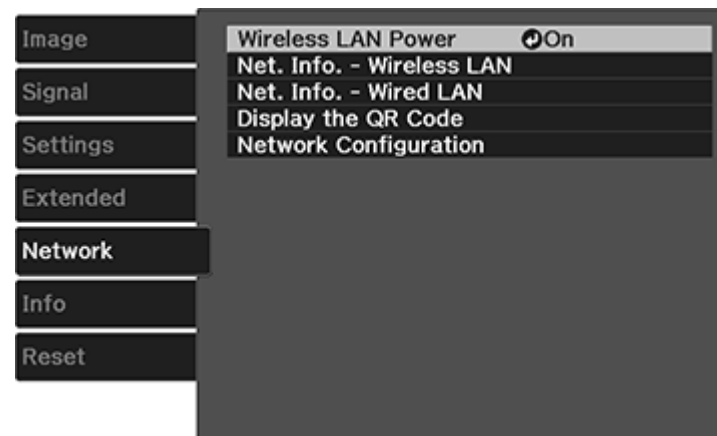 Image
Signal
Settings
Extended
Network
Info
Reset
Wireless LAN Power On
Net. Info. - Wireless LAN
Net. Info. - Wired LAN
Display the QR Code
Network Configuration